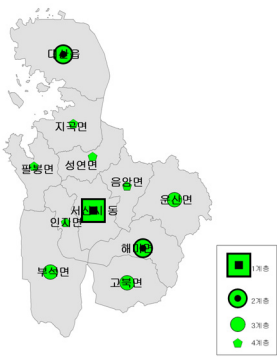 대산읍
지곡면
성연면
팔봉면
음암면
운산면
서산시 동
인지면
해미면
부석면
고북면
1계층
2계층
3계층
4계층